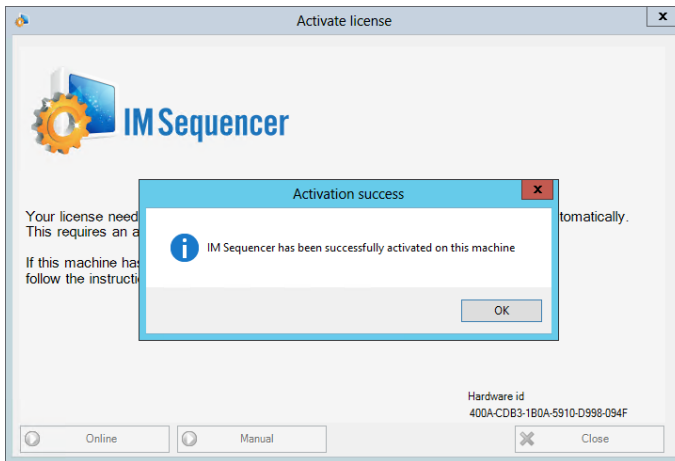 Activate license
x
IM Sequencer
Activation success
x
Your license need
tomatically.
This requires an a
i
IM Sequencer has been successfully activated on this machine
If this machine has
follow the instructi
OK
Hardware id
400A-CDB3-1B0A-5910-D998-094F
Online
Manual
Close